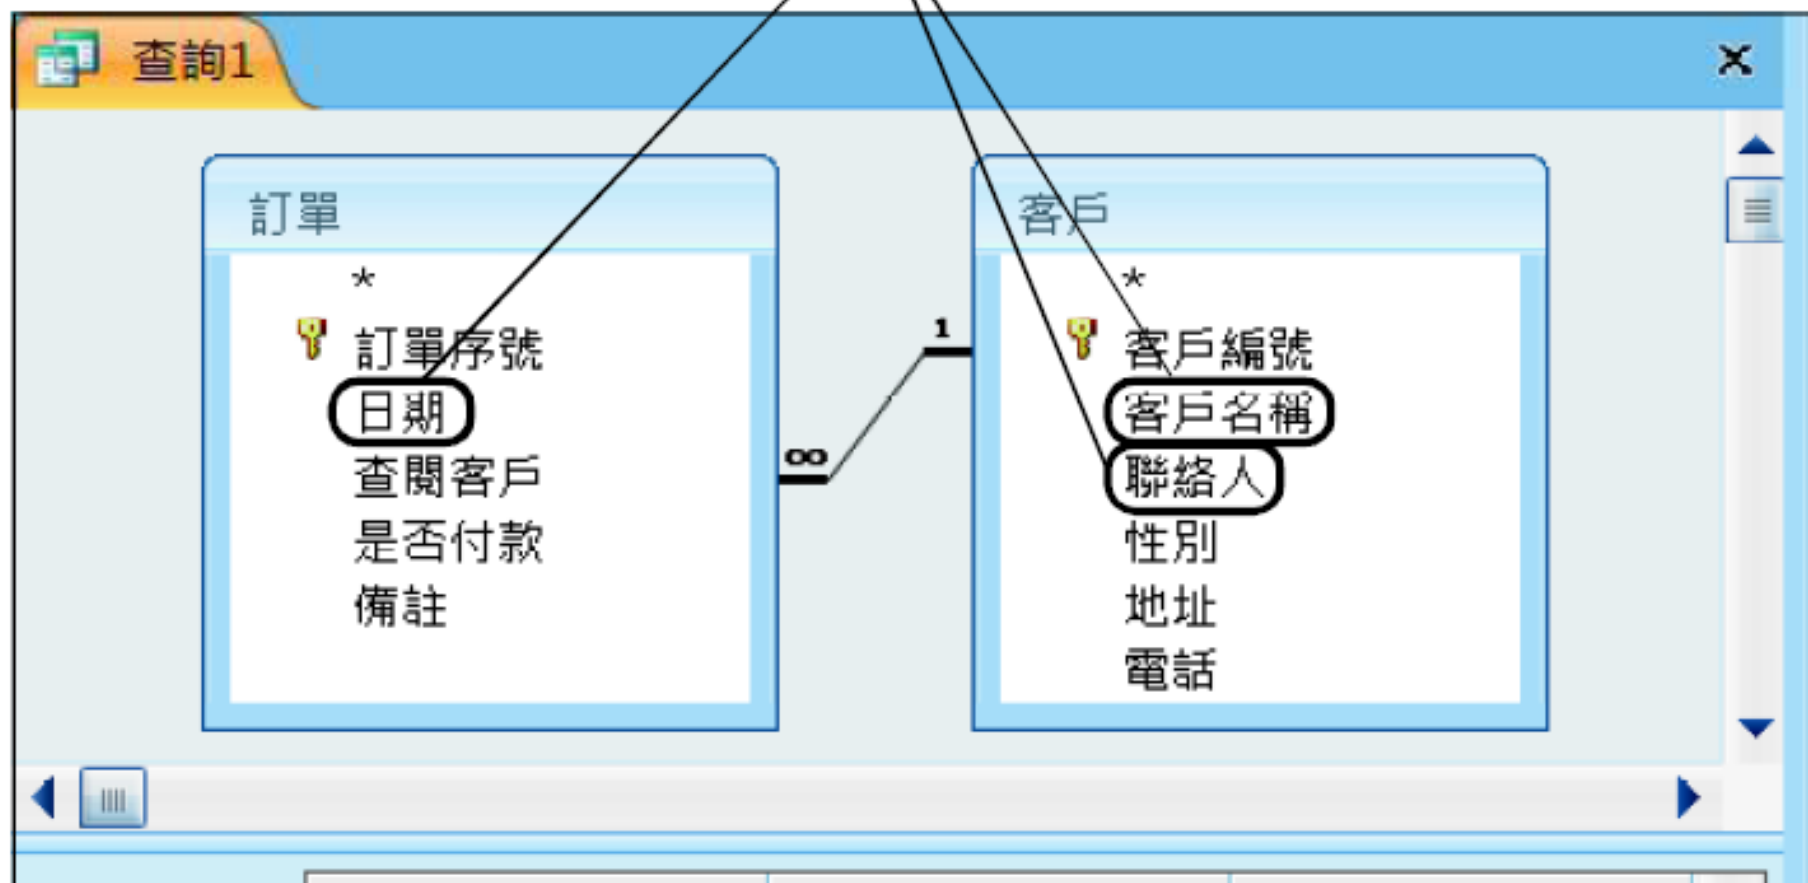 查詢1
訂單
*
訂單序號
日期
查閱客戶
是否付款
備註
∞
1
客戶
*
客戶編號
客戶名稱
聯絡人
性別
地址
電話